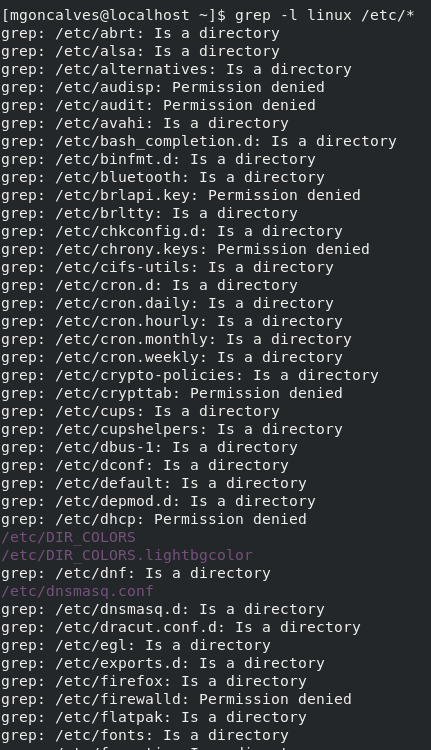 [mgoncalves@localhost ~]$ grep -l linux /etc/*
grep: /etc/abrt: Is a directory
grep: /etc/alsa: Is a directory
grep: /etc/alternatives: Is a directory
grep: /etc/audisp: Permission denied
grep: /etc/audit: Permission denied
grep: /etc/avahi: Is a directory
grep: /etc/bash_completion.d: Is a directory
grep: /etc/binfmt.d: Is a directory
grep: /etc/bluetooth: Is a directory
grep: /etc/brlapi.key: Permission denied
grep: /etc/brltty: Is a directory
grep: /etc/chkconfig.d: Is a directory
grep: /etc/chrony.keys: Permission denied
grep: /etc/cifs-utils: Is a directory
grep: /etc/cron.d: Is a directory
grep: /etc/cron.daily: Is a directory
grep: /etc/cron.hourly: Is a directory
grep: /etc/cron.monthly: Is a directory
grep: /etc/cron.weekly: Is a directory
grep: /etc/crypto-policies: Is a directory
grep: /etc/crypttab: Permission denied
grep: /etc/cups: Is a directory
grep: /etc/cupshelpers: Is a directory
grep: /etc/dbus-1: Is a directory
grep: /etc/dconf: Is a directory
grep: /etc/default: Is a directory
grep: /etc/depmod.d: Is a directory
grep: /etc/dhcp: Permission denied
/etc/DIR_COLORS
/etc/DIR_COLORS.lightbgcolor
grep: /etc/dnf: Is a directory
/etc/dnsmasq.conf
grep: /etc/dnsmasq.d: Is a directory
grep: /etc/dracut.conf.d: Is a directory
grep: /etc/egl: Is a directory
grep: /etc/exports.d: Is a directory
grep: /etc/firefox: Is a directory
grep: /etc/firewalld: Permission denied
grep: /etc/flatpak: Is a directory
grep: /etc/fonts: Is a directory